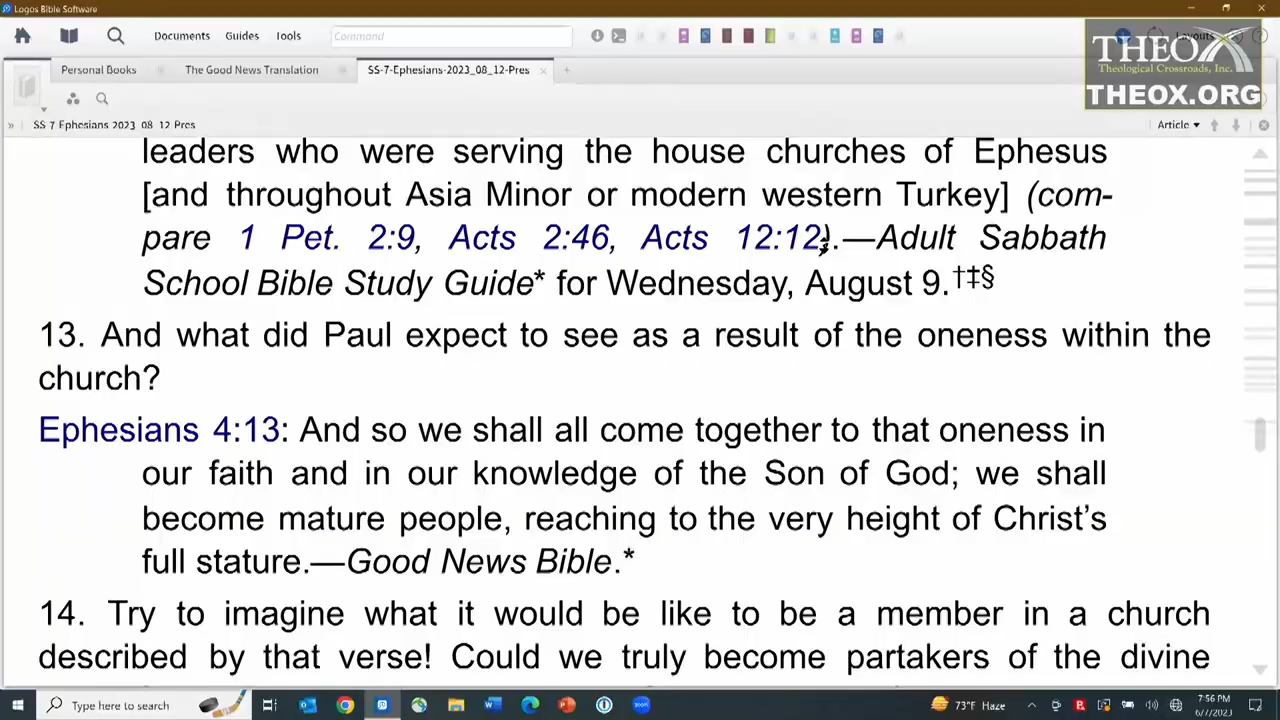 Logos Bible Software
Documents Guides Tools Command Layouts
THEOX
Theological Crossroads, Inc.
THEOX.ORG
Personal Books The Good News Translation SS-7-Ephesians-2023_08_12-Pres
» SS-7-Ephesians-2023_08_12-Pres Article
leaders who were serving the house churches of Ephesus
[and throughout Asia Minor or modern western Turkey] (com-
pare 1 Pet. 2:9, Acts 2:46, Acts 12:12).—Adult Sabbath
School Bible Study Guide* for Wednesday, August 9.†‡§
13. And what did Paul expect to see as a result of the oneness within the
church?
Ephesians 4:13: And so we shall all come together to that oneness in
our faith and in our knowledge of the Son of God; we shall
become mature people, reaching to the very height of Christ's
full stature.—Good News Bible.*
14. Try to imagine what it would be like to be a member in a church
described by that verse! Could we truly become partakers of the divine
Type here to search 73°F Haze 7:56 PM
6/7/2023